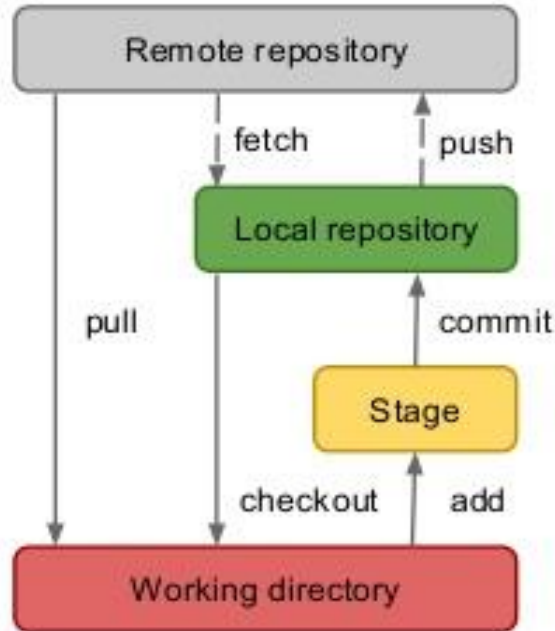 Remote repository
fetch
push
Local repository
pull
commit
Stage
checkout
add
Working directory